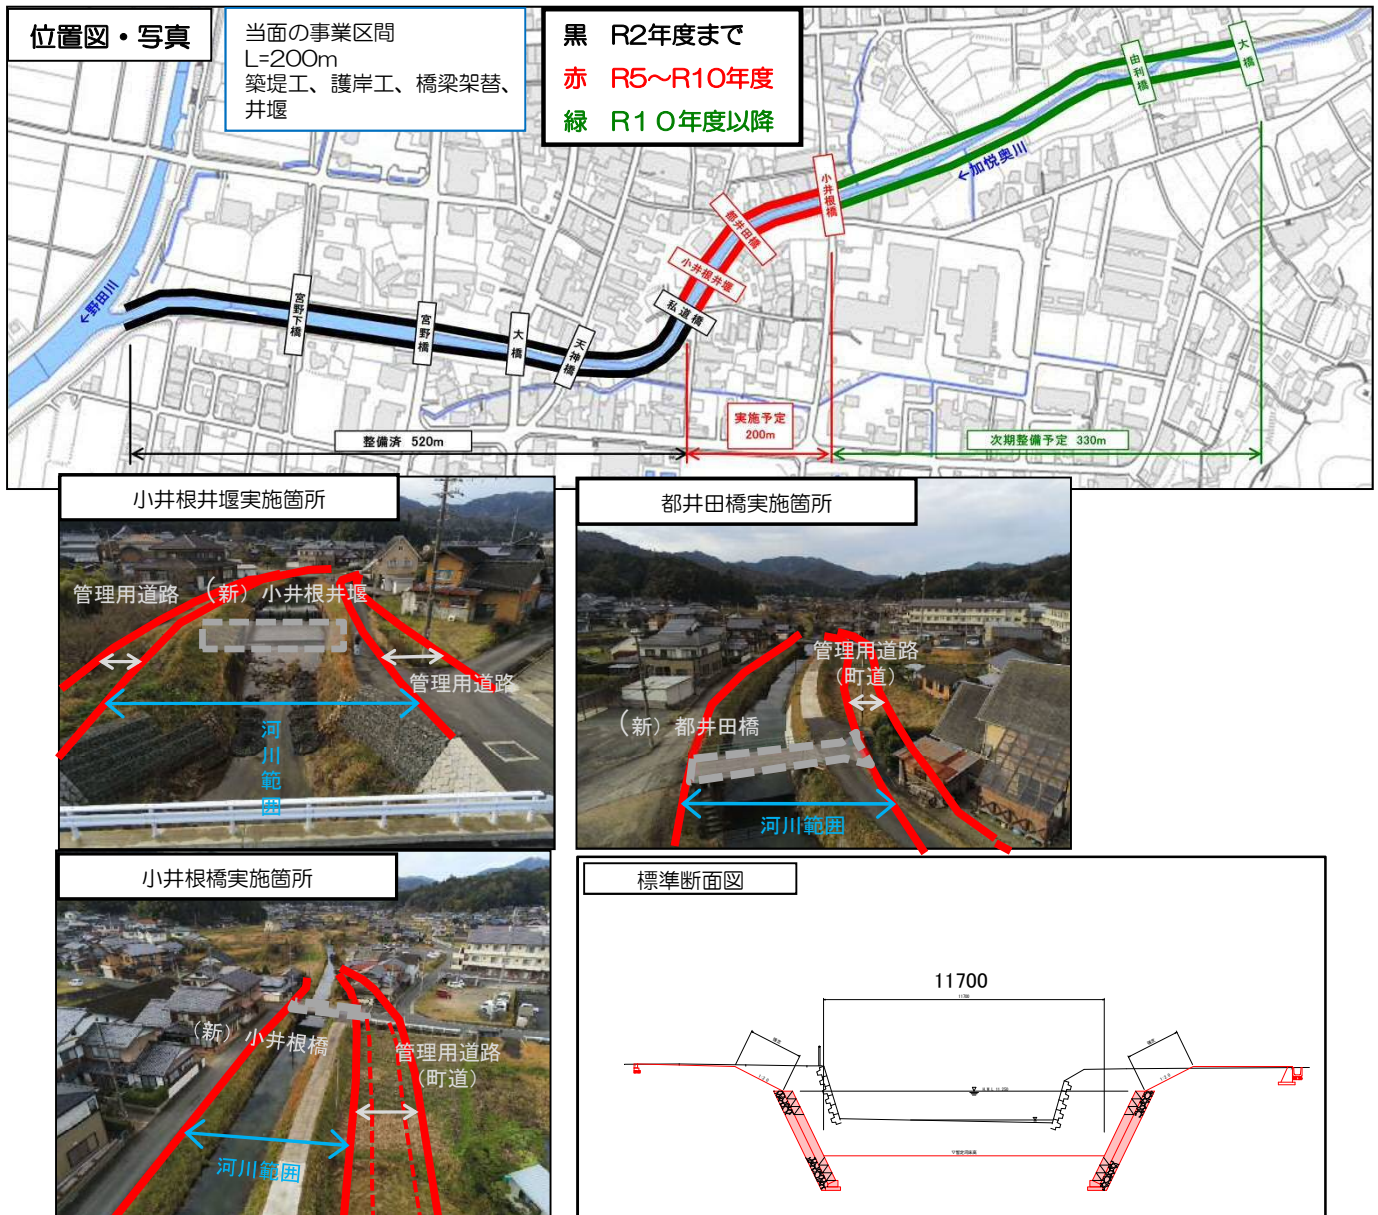 位置図・写真
当面の事業区間
L=200m
築堤工、護岸工、橋梁架替、
井堰
黒　R2年度まで
赤　R5～R10年度
緑　R10年度以降
大橋
由利橋
←加悦奥川
小井根橋
都井田橋
小井根井堰
私道橋
←野田川
宮野下橋
宮野橋
大橋
天神橋
整備済 520m
実施予定
200m
次期整備予定 330m
小井根井堰実施箇所
管理用道路
（新）小井根井堰
管理用道路
河川範囲
都井田橋実施箇所
管理用道路
（町道）
（新）都井田橋
河川範囲
小井根橋実施箇所
（新）小井根橋
管理用道路
（町道）
河川範囲
標準断面図
11700
11700